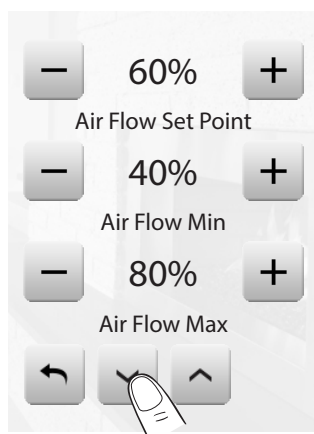 − 60% +
Air Flow Set Point
− 40% +
Air Flow Min
− 80% +
Air Flow Max